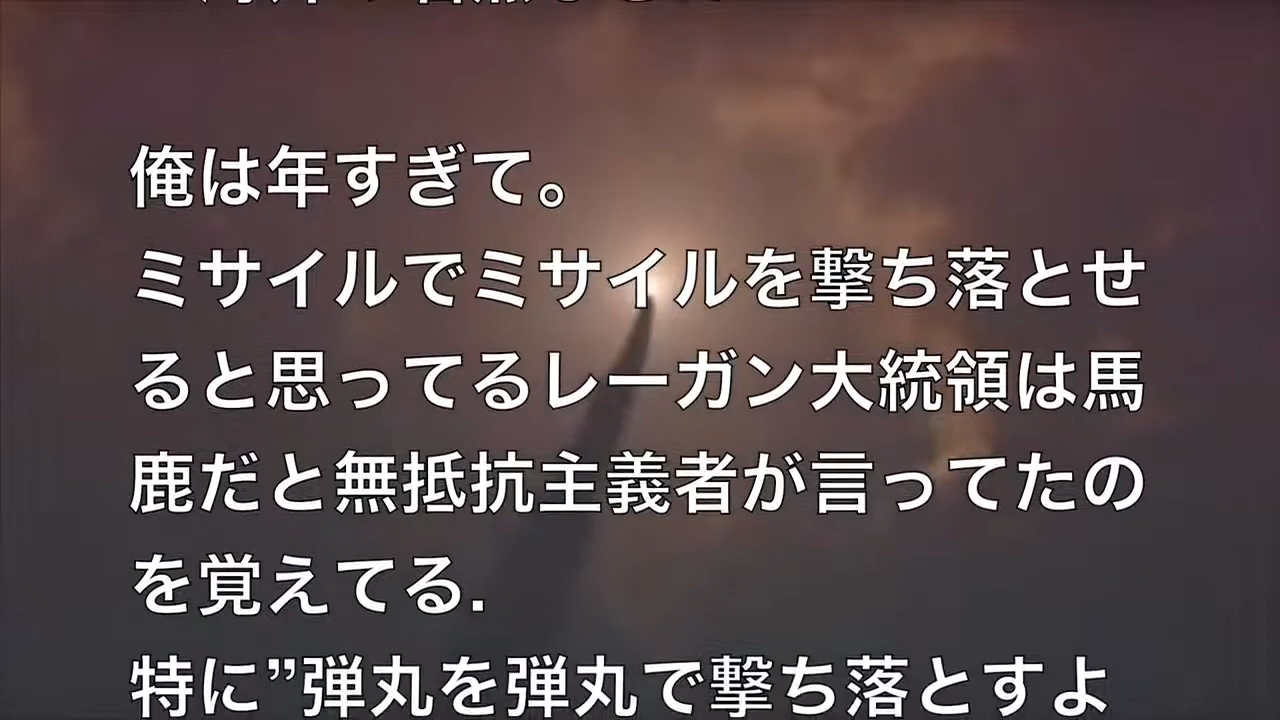 俺は年すぎて。
ミサイルでミサイルを撃ち落とせ
ると思ってるレーガン大統領は馬
鹿だと無抵抗主義者が言ってたの
を覚えてる.
特に”弾丸を弾丸で撃ち落とすよ